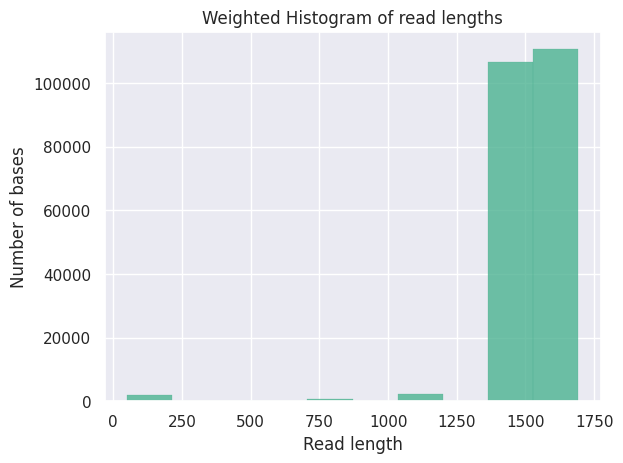 Weighted Histogram of read lengths
Number of bases
100000
80000
60000
40000
20000
0
0 250 500 750 1000 1250 1500 1750
Read length